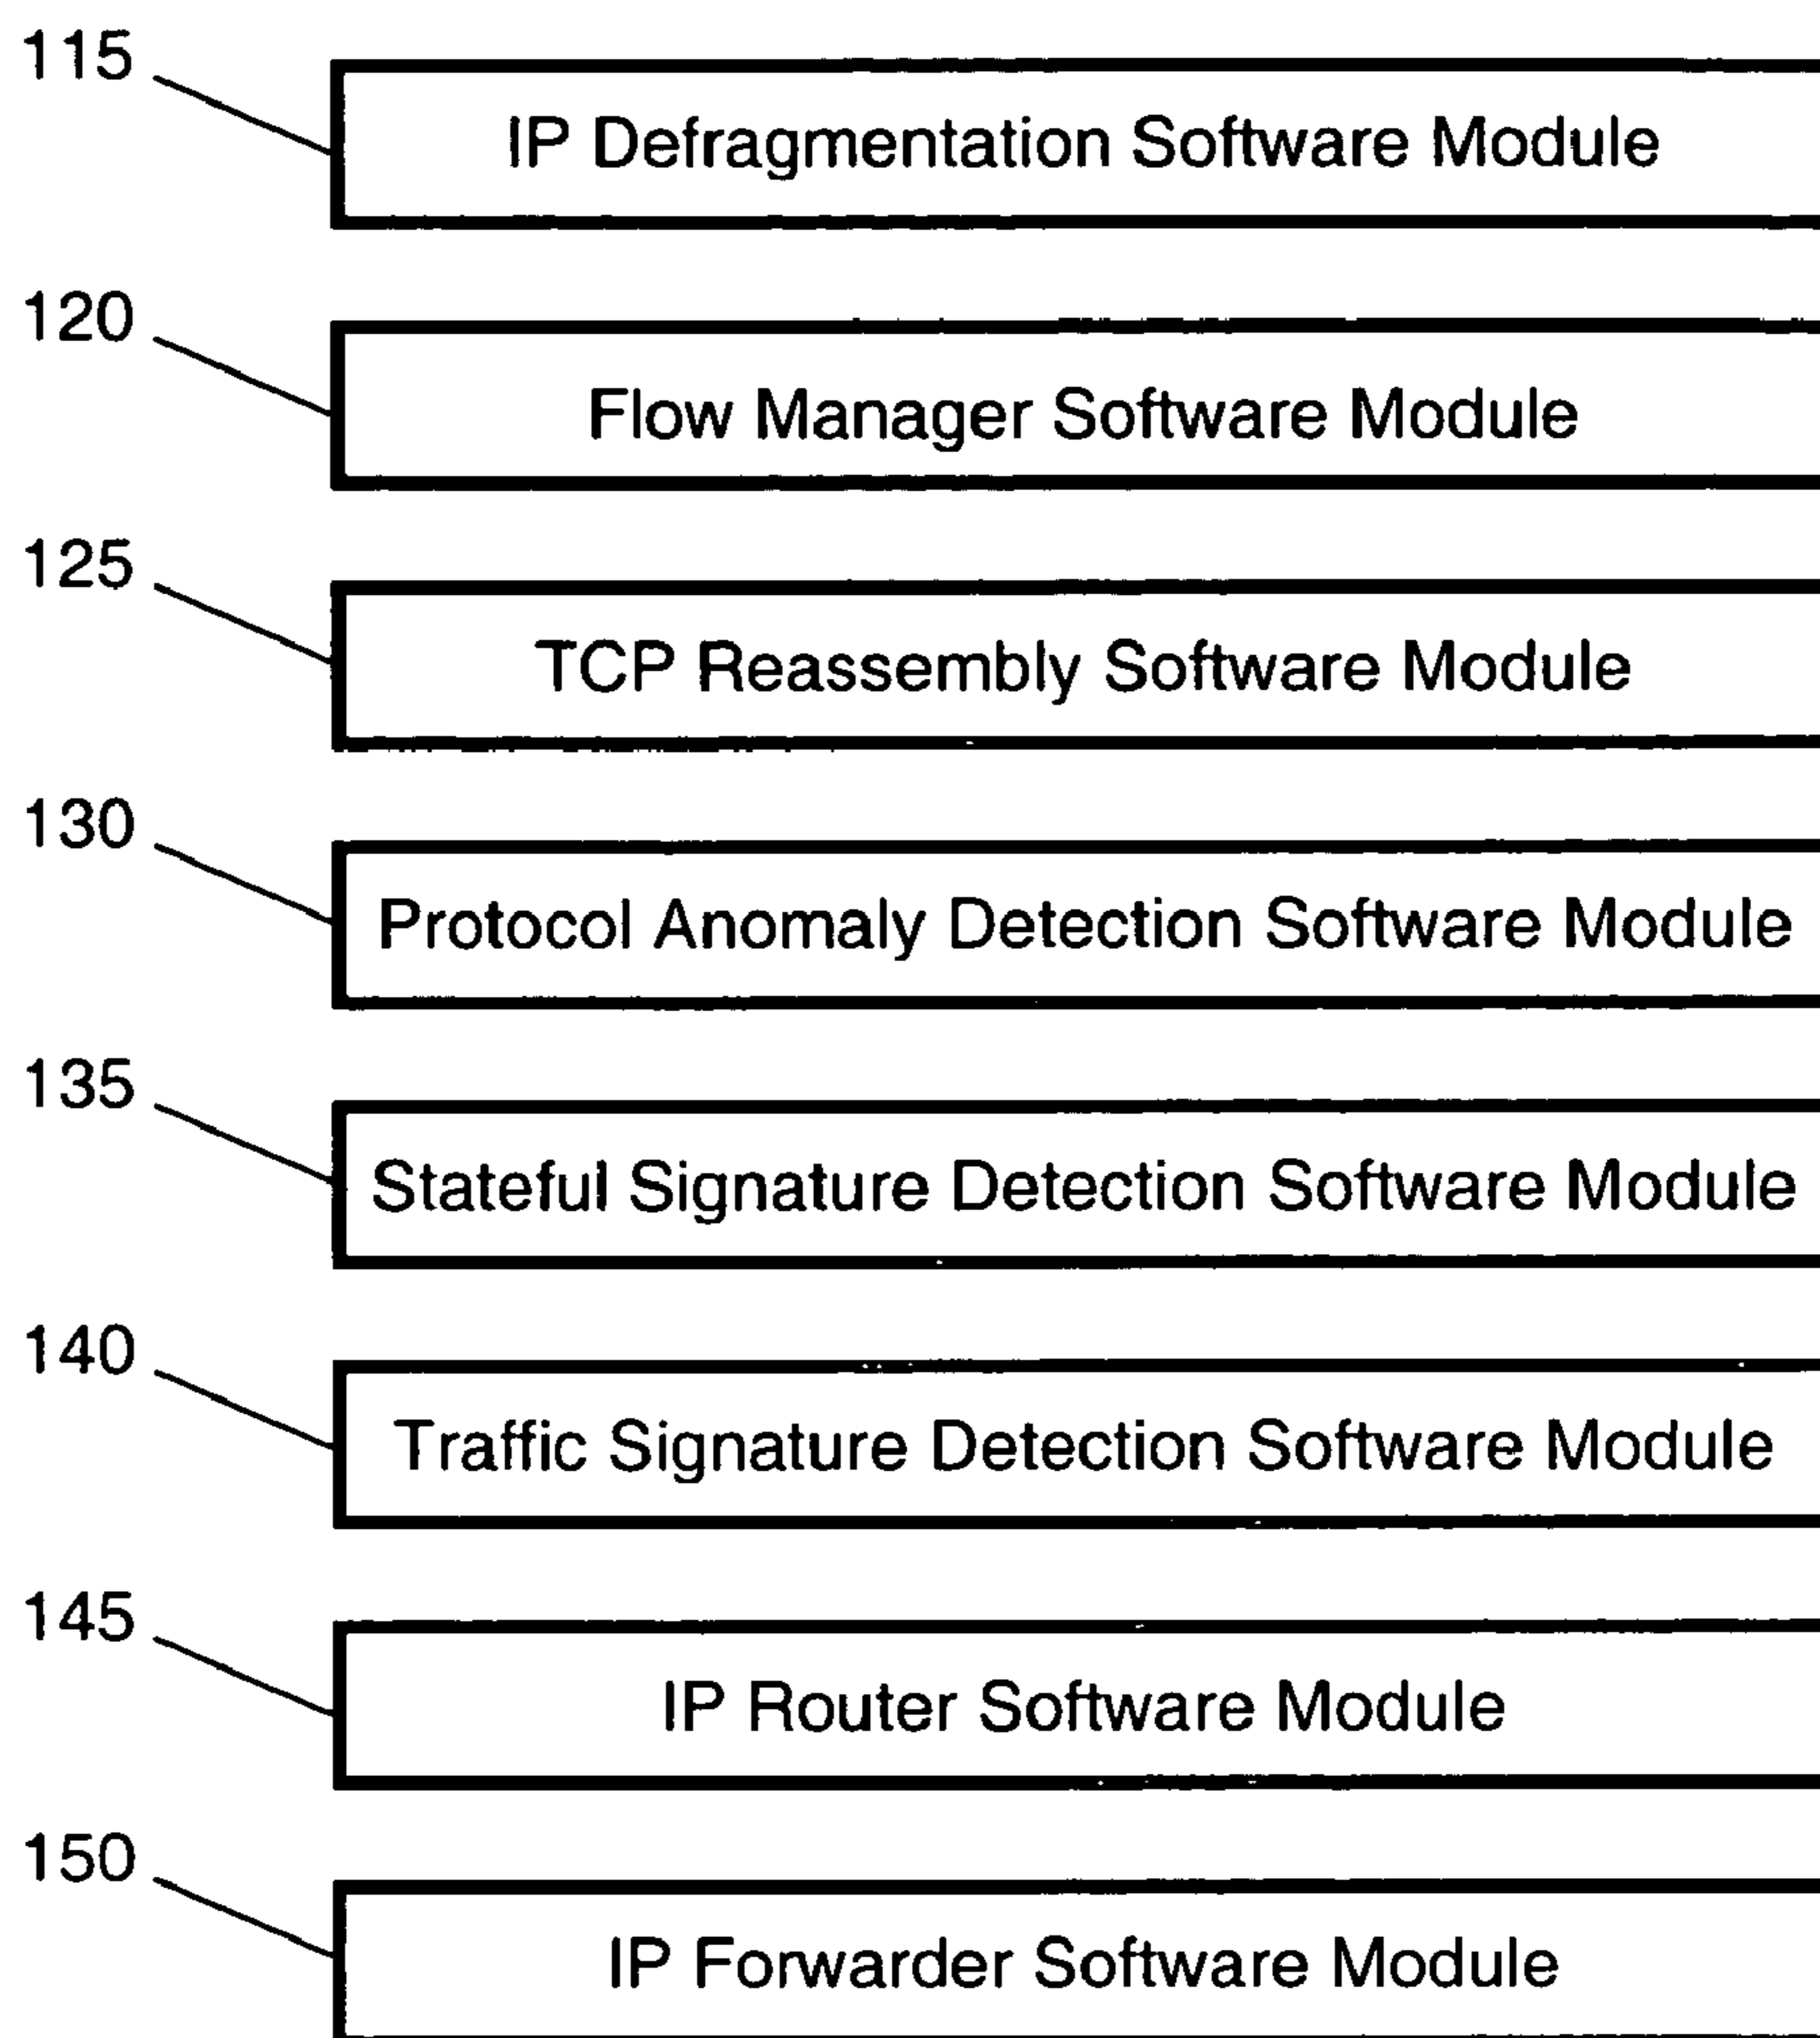 115
IP Defragmentation Software Module
120
Flow Manager Software Module
125
TCP Reassembly Software Module
130
Protocol Anomaly Detection Software Module
135
Stateful Signature Detection Software Module
140
Traffic Signature Detection Software Module
145
IP Router Software Module
150
IP Forwarder Software Module